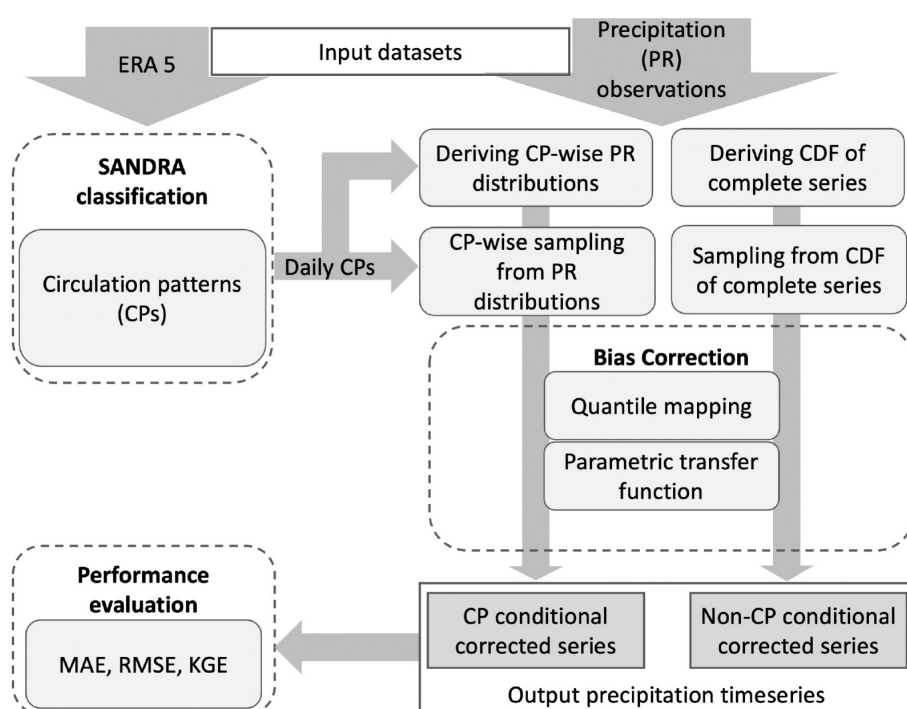 ERA 5
Input datasets
Precipitation
(PR)
observations
SANDRA
classification
Circulation patterns
(CPs)
Daily CPs
Deriving CP-wise PR
distributions
Deriving CDF of
complete series
CP-wise sampling
from PR
distributions
Sampling from CDF
of complete series
Bias Correction
Quantile mapping
Parametric transfer
function
Performance
evaluation
MAE, RMSE, KGE
CP conditional
corrected series
Non-CP conditional
corrected series
Output precipitation timeseries